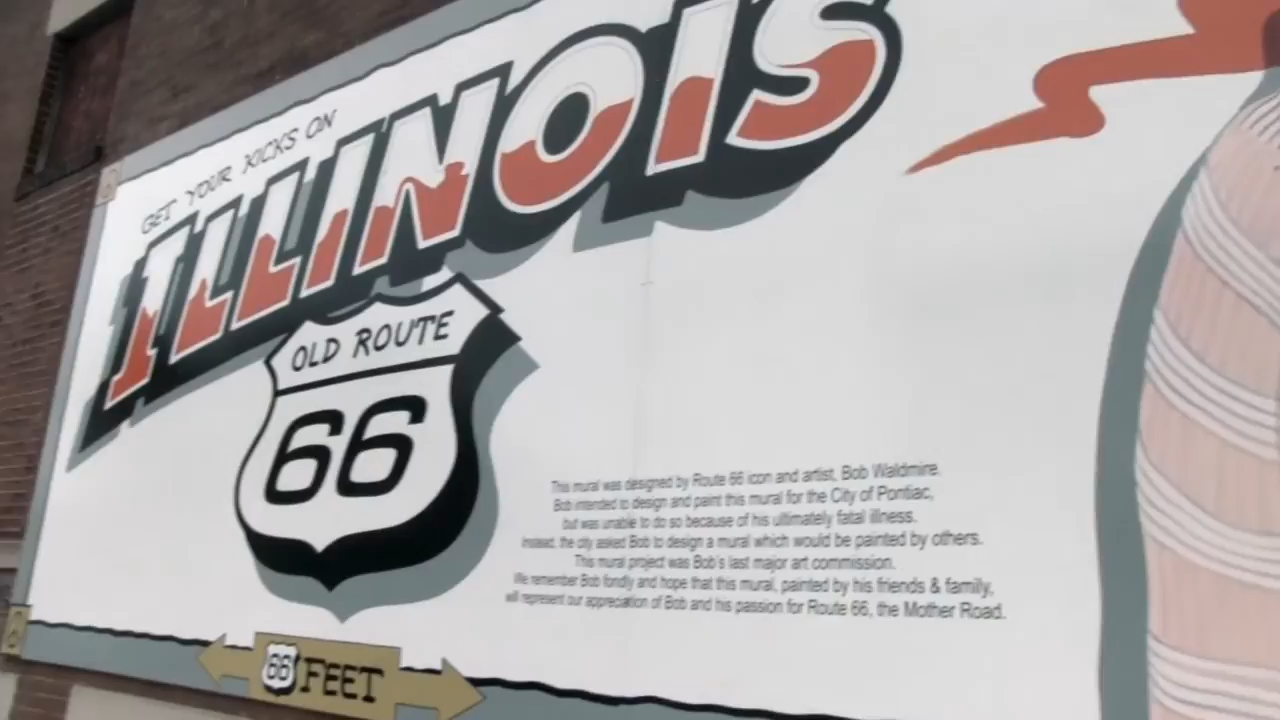 GET YOUR KICKS ON
ILLINOIS
OLD ROUTE
66
This mural was designed by Route 66 icon and artist, Bob Waldmire.
Bob intended to design and paint this mural for the City of Pontiac,
but was unable to do so because of his ultimately fatal illness.
Instead, the city asked Bob to design a mural which would be painted by others.
This mural project was Bob's last major art commission.
We remember Bob fondly and hope that this mural, painted by his friends & family,
will represent our appreciation of Bob and his passion for Route 66, the Mother Road.
66 FEET